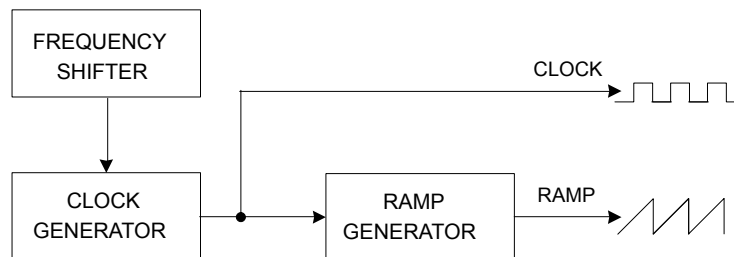 FREQUENCY
SHIFTER
CLOCK
CLOCK
GENERATOR
RAMP
GENERATOR
RAMP